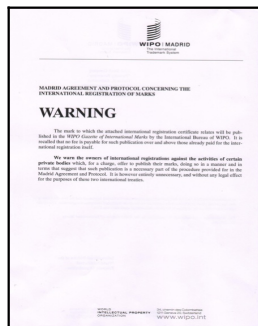 WIPO | MADRID
The International
Trademark System
MADRID AGREEMENT AND PROTOCOL CONCERNING THE
INTERNATIONAL REGISTRATION OF MARKS
WARNING
The mark to which the attached international registration certificate relates will be pub-
lished in the WIPO Gazette of International Marks by the International Bureau of WIPO. It is
recalled that no fee is payable for such publication over and above those already paid for the inter-
national registration itself.
We warn the owners of international registrations against the activities of certain
private bodies which, for a change, offer to publish their marks, doing so in a manner and in
terms that suggest that such publication is a necessary part of the procedure provided for in the
Madrid Agreement and Protocol. It is however entirely unnecessary, and without any legal effect
for the purposes of these two international treaties.
WORLD
INTELLECTUAL PROPERTY
ORGANIZATION
www.wipo.int